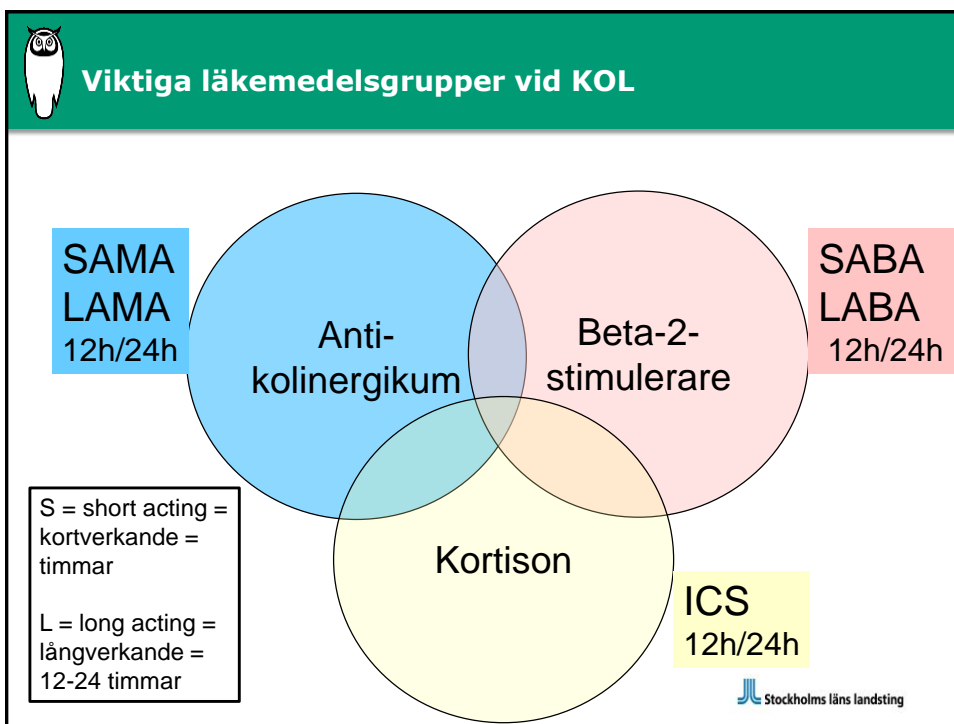 Viktiga läkemedelsgrupper vid KOL
SAMA
LAMA
12h/24h
Anti-
kolinergikum
Beta-2-
stimulerare
SABA
LABA
12h/24h
S = short acting =
kortverkande =
timmar
L = long acting =
långverkande =
12-24 timmar
Kortison
ICS
12h/24h
Stockholms läns landsting